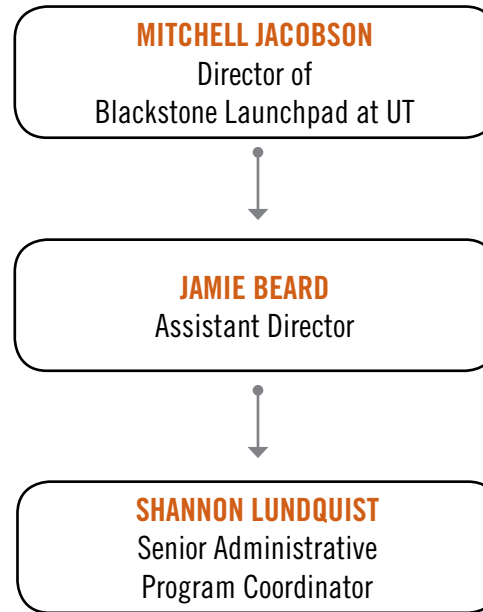 MITCHELL JACOBSON
Director of
Blackstone Launchpad at UT
JAMIE BEARD
Assistant Director
SHANNON LUNDQUIST
Senior Administrative
Program Coordinator